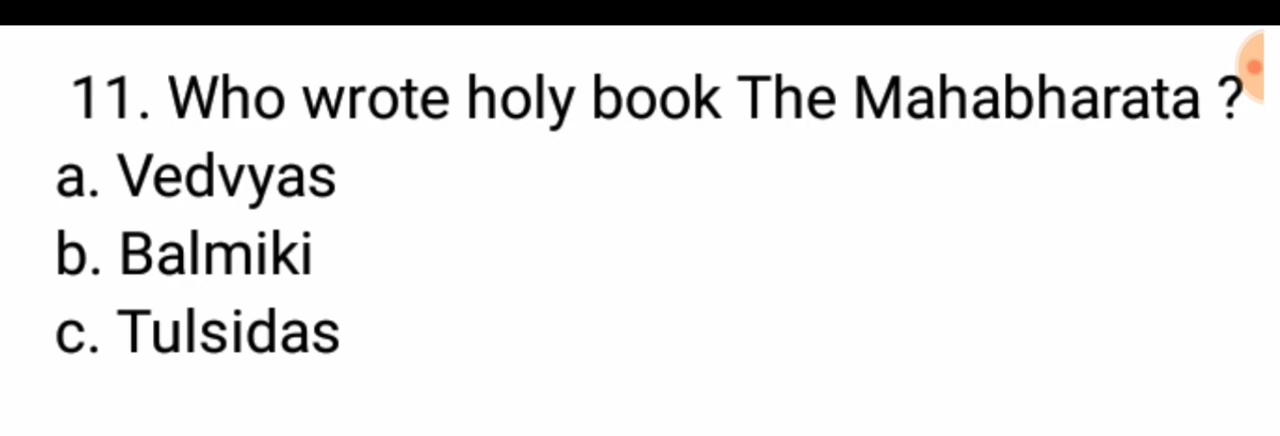 11. Who wrote holy book The Mahabharata ?
a. Vedvyas
b. Balmiki
c. Tulsidas